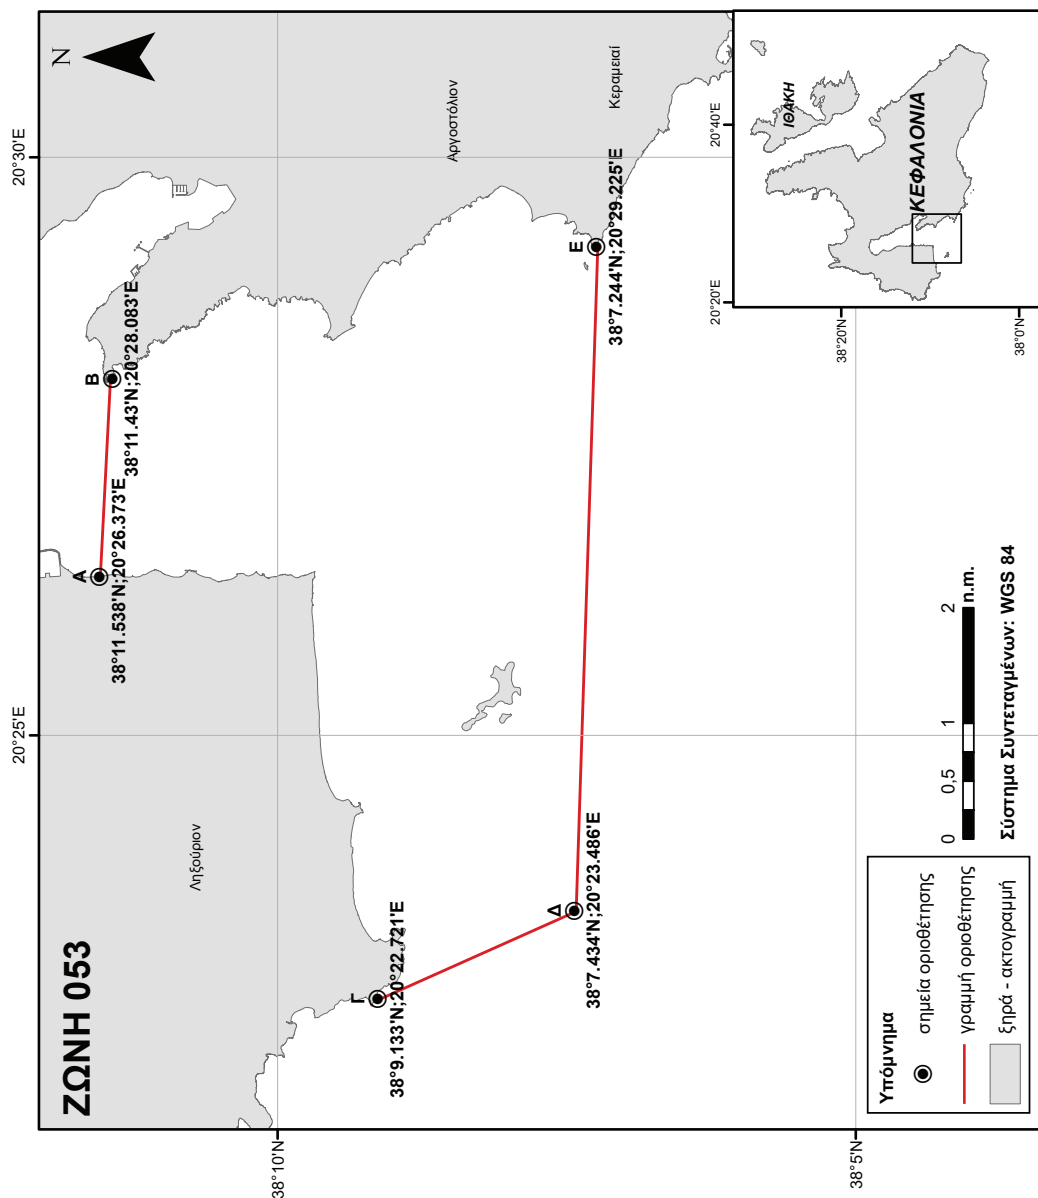 ΖΩΝΗ 053
N
20°25'E
20°30'E
38°10'N
38°5'N
Ληξούριον
Αργοστόλιον
Κεραμειαί
Α
38°11.538'N;20°26.373'E
Β
38°11.43'N;20°28.083'E
Γ
38°9.133'N;20°22.721'E
Δ
38°7.434'N;20°23.486'E
Ε
38°7.244'N;20°29.225'E
Υπόμνημα
σημεία οριοθέτησης
γραμμή οριοθέτησης
ξηρά - ακτογραμμή
0 0,5 1 2
n.m.
Σύστημα Συντεταγμένων: WGS 84
20°20'E
20°40'E
38°20'N
38°0'N
ΙΘΑΚΗ
ΚΕΦΑΛΟΝΙΑ